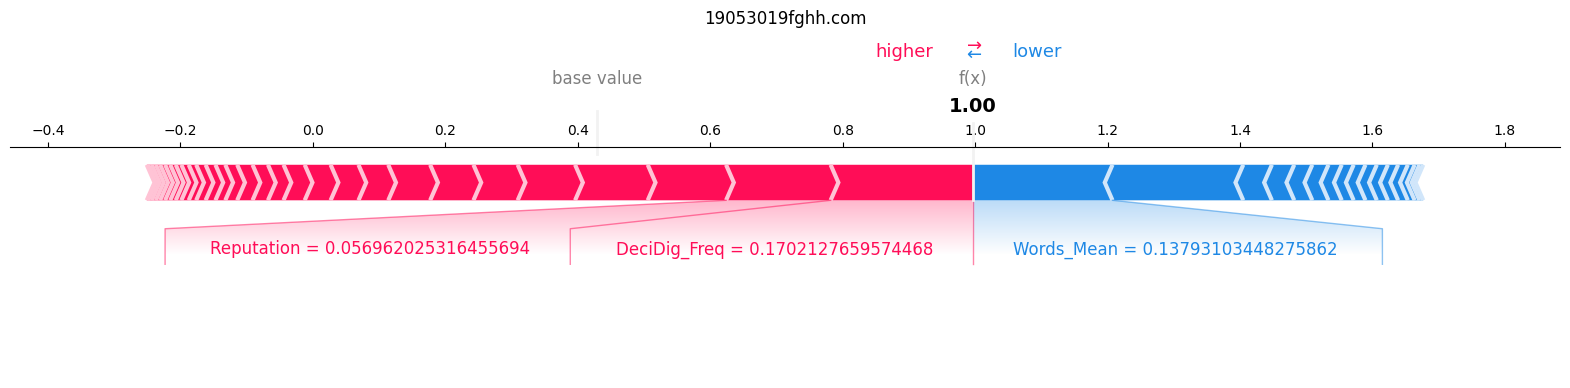 19053019fghh.com
higher ⇄ lower
base value f(x)
1.00
−0.4 −0.2 0.0 0.2 0.4 0.6 0.8 1.0 1.2 1.4 1.6 1.8
Reputation = 0.056962025316455694 DeciDig_Freq = 0.1702127659574468 Words_Mean = 0.13793103448275862